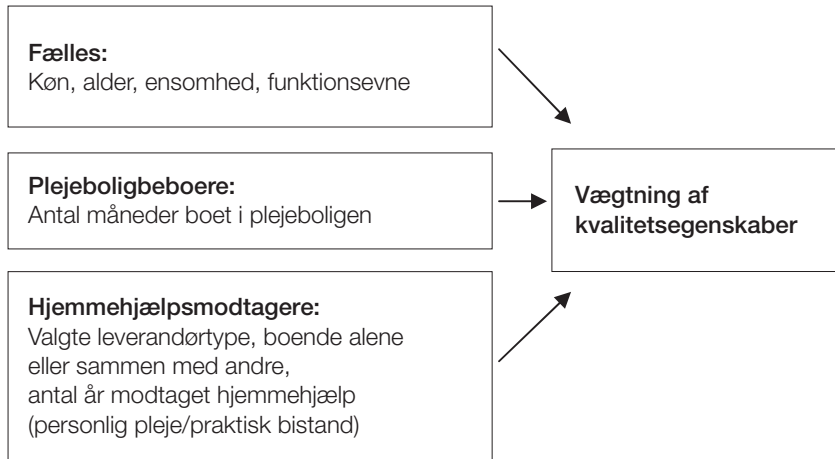 Fælles:
Køn, alder, ensomhed, funktionsevne
Plejeboligbeboere:
Antal måneder boet i plejeboligen
Hjemmehjælpsmodtagere:
Valgte leverandørtype, boende alene
eller sammen med andre,
antal år modtaget hjemmehjælp
(personlig pleje/praktisk bistand)
Vægtning af
kvalitetsegenskaber